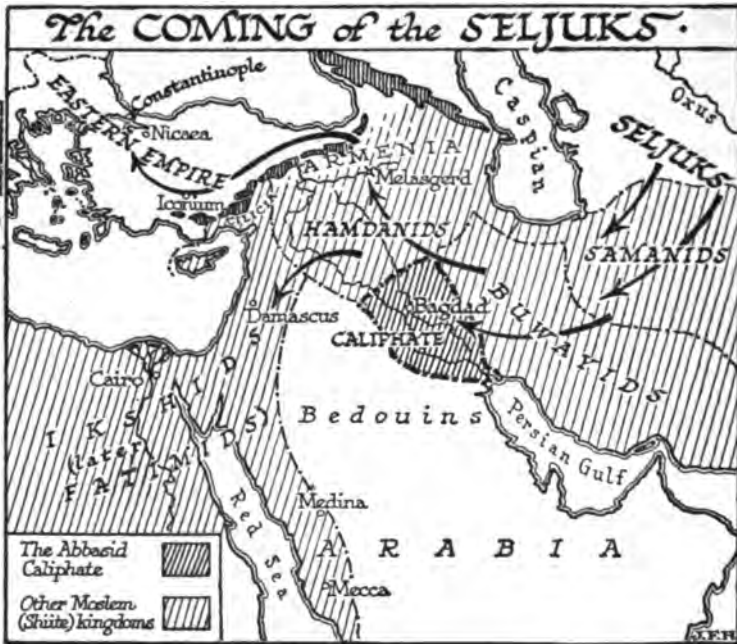 The COMING of the SELJUKS.
Constantinople
EASTERN EMPIRE
Nicaea
Iconium
CILICIA
ARMENIA
Melasgerd
Caspian
Oxus
SELJUKS
SAMANIDS
HAMDANIDS
BUWAYIDS
Bagdad
CALIPHATE
Damascus
Cairo
IKSHIDS
(later
FATIMIDS)
Bedouins
Persian Gulf
Red Sea
Medina
Mecca
ARABIA
The Abbasid
Caliphate
Other Moslem
(Shiite) kingdoms
J.F.H.